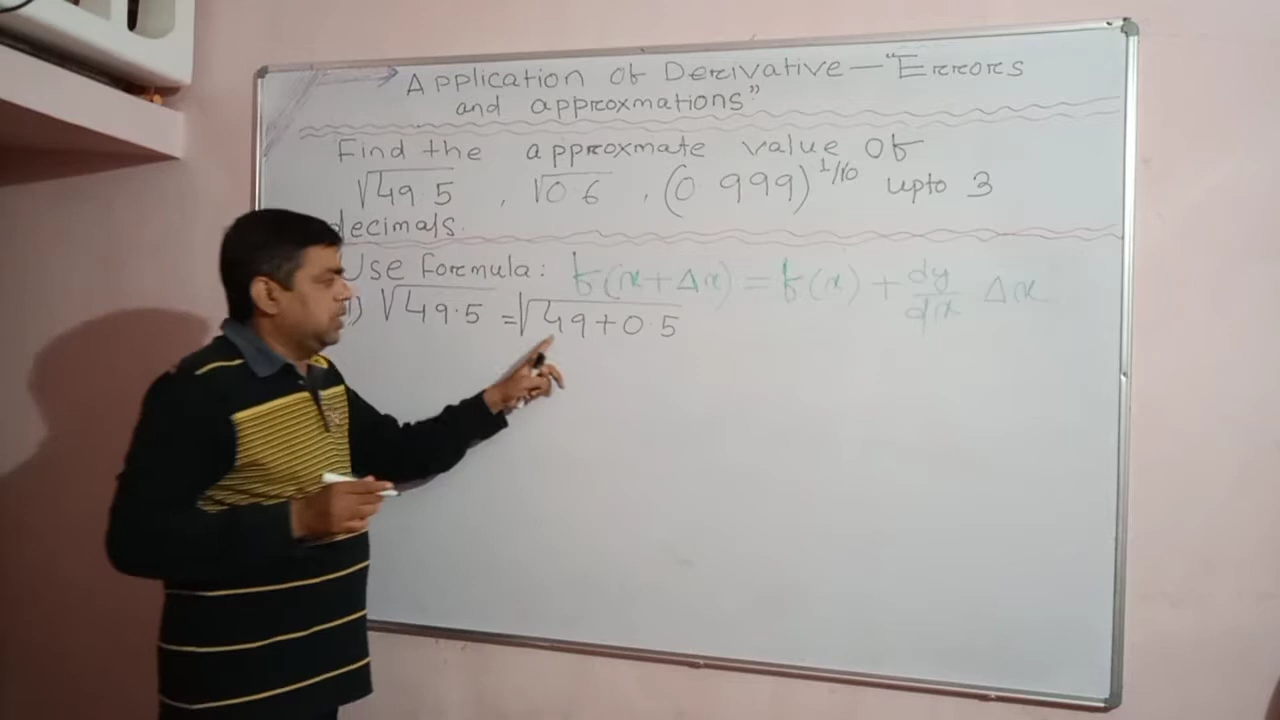 Application of Derivative—"Errors
and approxmations"
Find the approxmate value of
√49.5 , √0.6 , (0.999)^1/10 upto 3
decimals.
Use formula: f(x+Δx) = f(x) + dy/dx Δx
√49.5 = √49+0.5